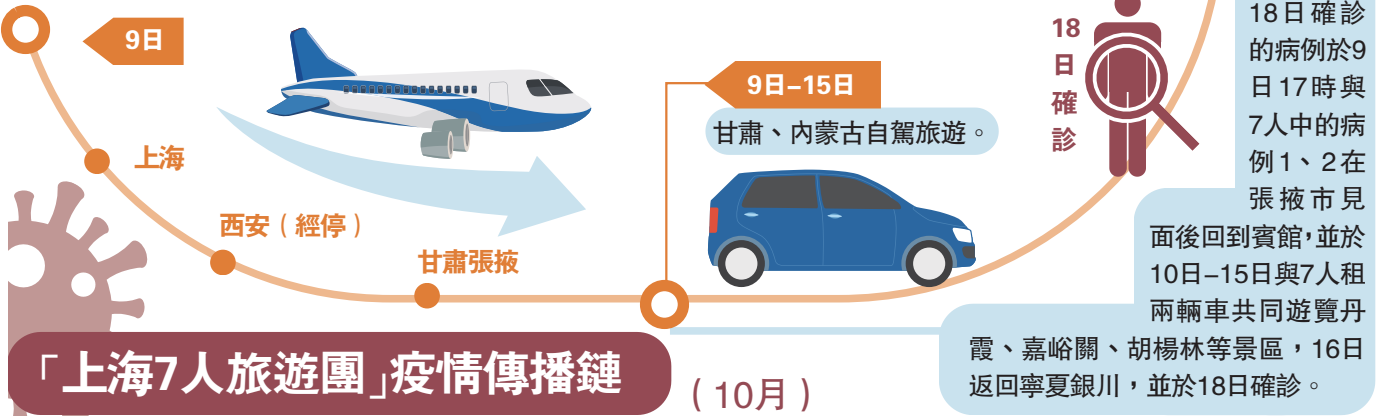 9日
上海
西安（經停）
甘肅張掖
9日–15日
甘肅、內蒙古自駕旅遊。
18
日
確
診
18日確診
的病例於9
日17時與
7人中的病
例1、2在
張掖市見
面後回到賓館，並於
10日–15日與7人租
兩輛車共同遊覽丹
霞、嘉峪關、胡楊林等景區，16日
返回寧夏銀川，並於18日確診。
「上海7人旅遊團」疫情傳播鏈
（10月）